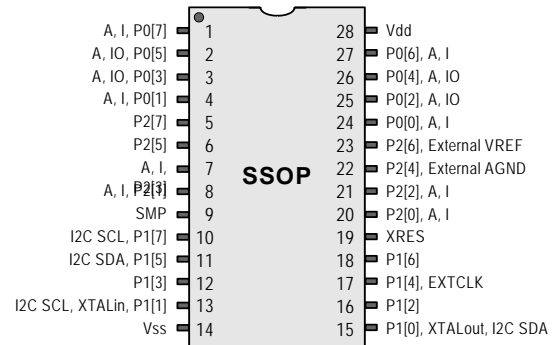 A, I, P0[7] 1 28 Vdd
A, IO, P0[5] 2 27 P0[6], A, I
A, IO, P0[3] 3 26 P0[4], A, IO
A, I, P0[1] 4 25 P0[2], A, IO
P2[7] 5 24 P0[0], A, I
P2[5] 6 23 P2[6], External VREF
A, I, P2[3] 7 22 P2[4], External AGND
SSOP
A, I, P2[1] 8 21 P2[2], A, I
SMP 9 20 P2[0], A, I
I2C SCL, P1[7] 10 19 XRES
I2C SDA, P1[5] 11 18 P1[6]
P1[3] 12 17 P1[4], EXTCLK
I2C SCL, XTALin, P1[1] 13 16 P1[2]
Vss 14 15 P1[0], XTALout, I2C SDA